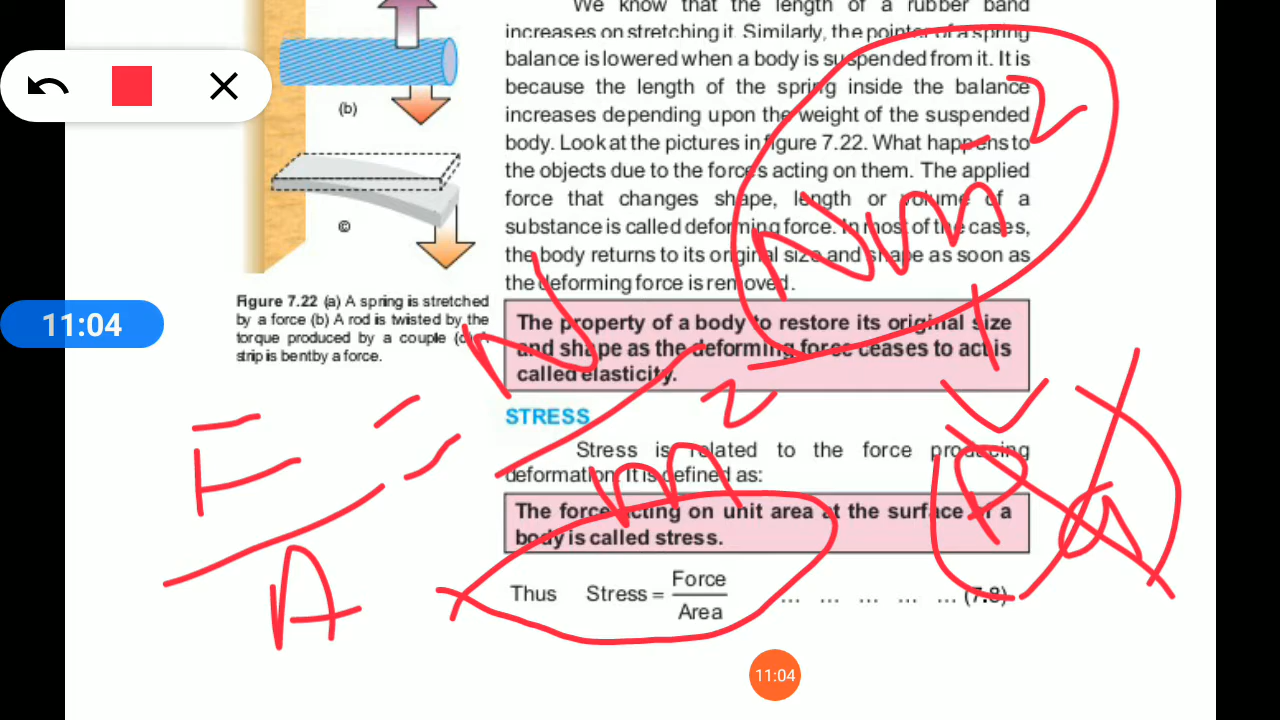 We know that the length of a rubber band
increases on stretching it. Similarly, the pointer of a spring
balance is lowered when a body is suspended from it. It is
because the length of the spring inside the balance
increases depending upon the weight of the suspended
body. Look at the pictures in figure 7.22. What happens to
the objects due to the forces acting on them. The applied
force that changes shape, length or volume of a
substance is called deforming force. In most of the cases,
the body returns to its original size and shape as soon as
the deforming force is removed.
(b)
©
11:04
Figure 7.22 (a) A spring is stretched
by a force (b) A rod is twisted by the
torque produced by a couple (c) A
strip is bentby a force.
The property of a body to restore its original size
and shape as the deforming force ceases to act is
called elasticity.
STRESS
Stress is related to the force producing
deformation. It is defined as:
The force acting on unit area at the surface of a
body is called stress.
Thus Stress = Force
Area
... ... ... ... ... (7.8)
F = N
A m2
Nm-2
Pa
11:04